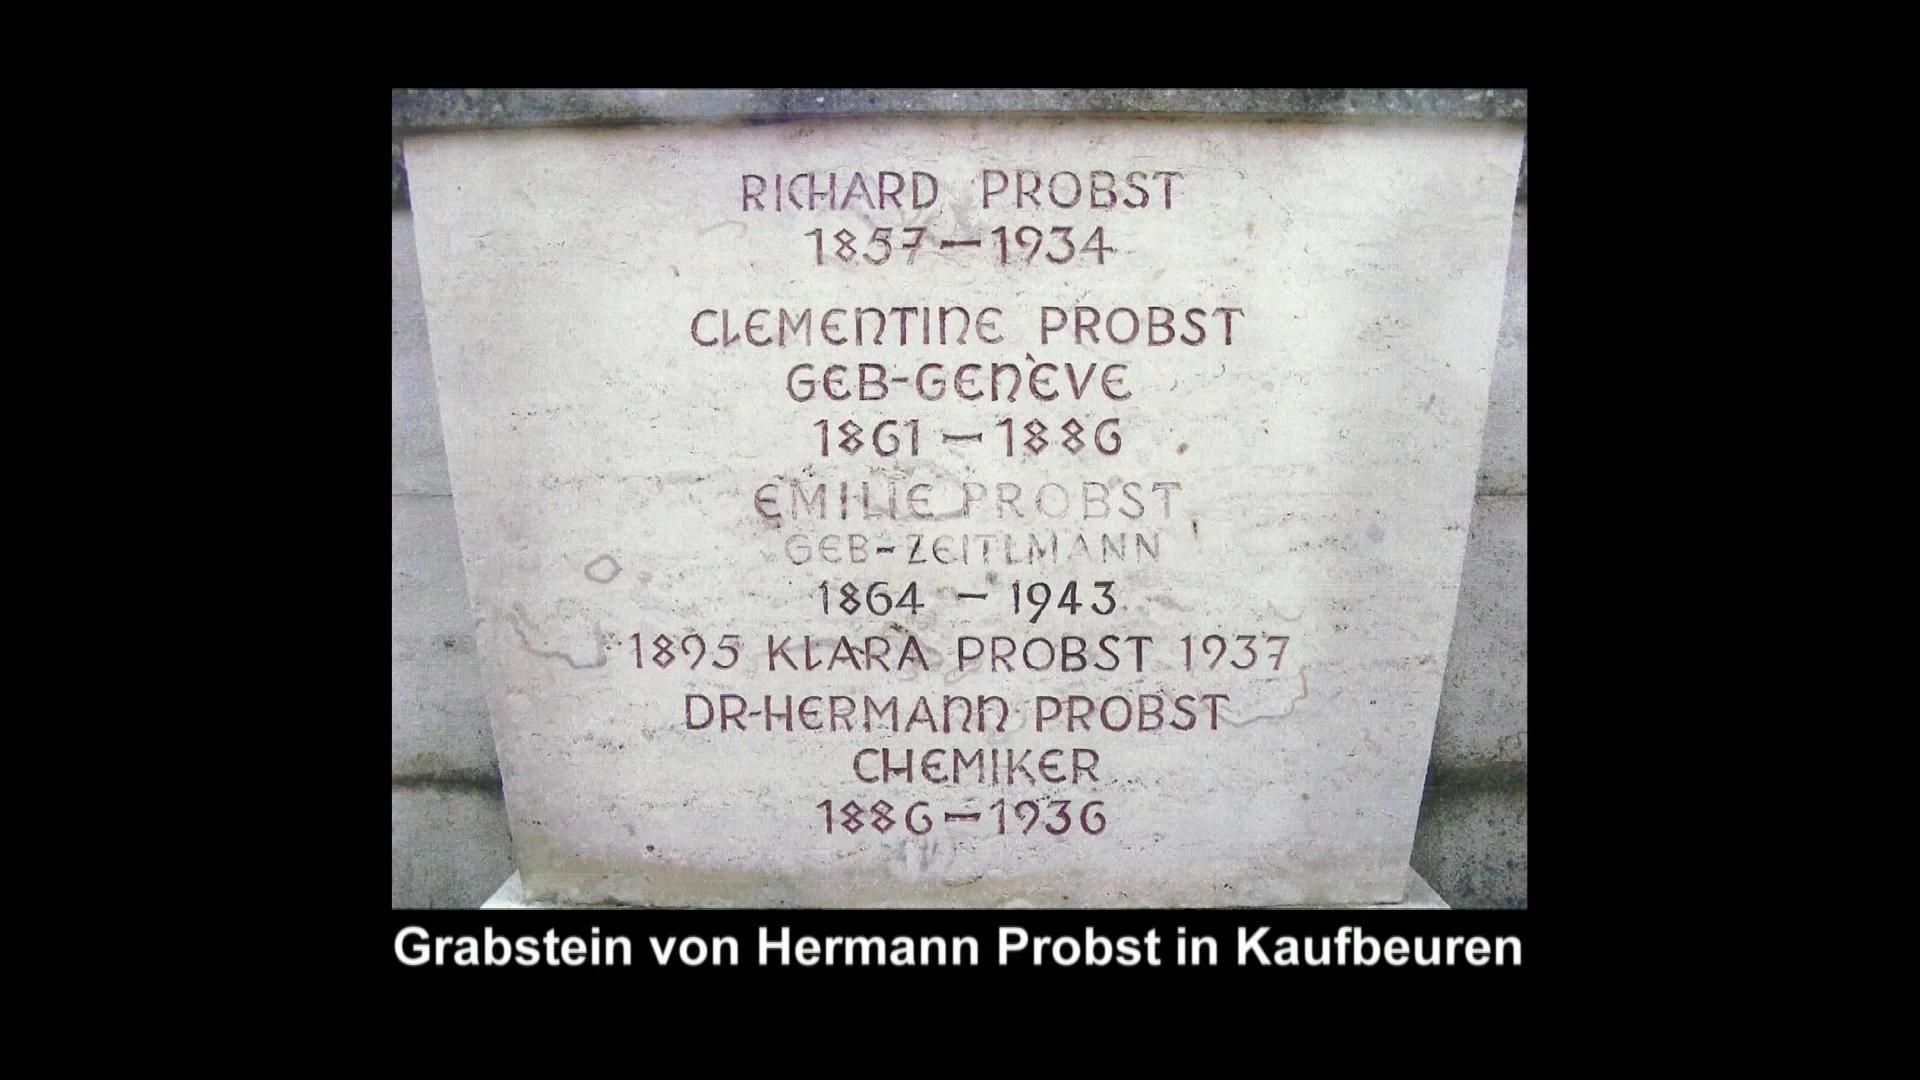 RICHARD PROBST
1857 – 1934
CLEMENTINE PROBST
GEB-GENÈVE
1861 – 1886
EMILIE PROBST
GEB-ZEITLMANN
1864 – 1943
1895 KLARA PROBST 1937
DR-HERMANN PROBST
CHEMIKER
1886 – 1936
Grabstein von Hermann Probst in Kaufbeuren